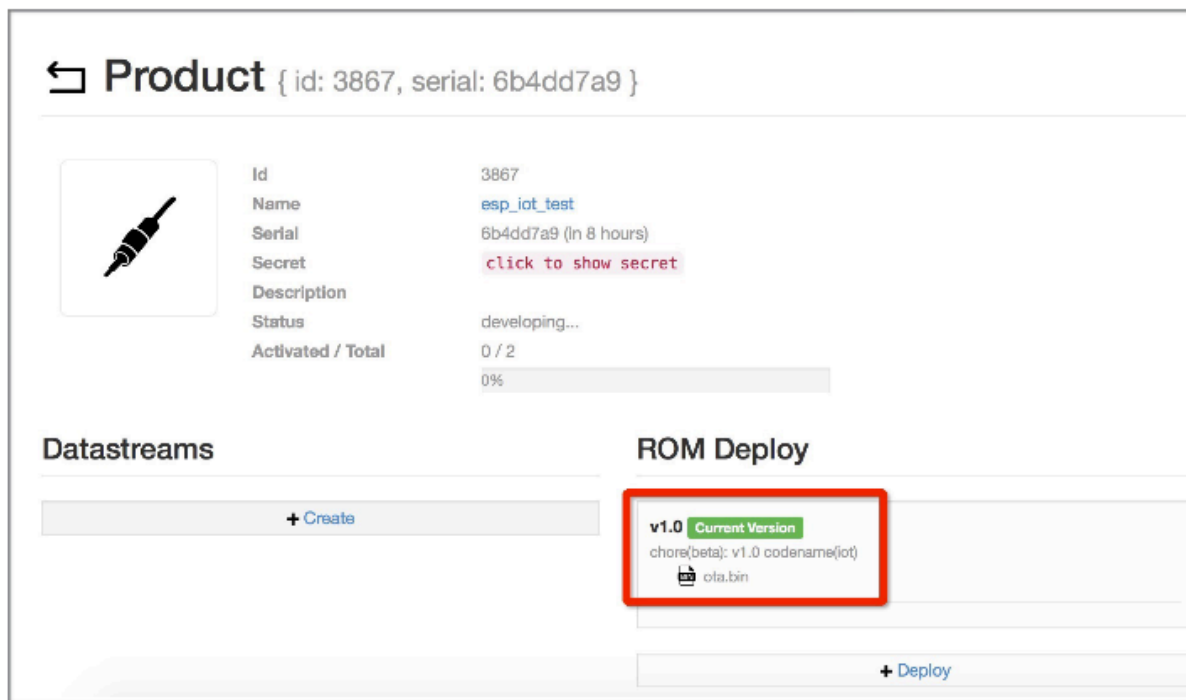 Product { id: 3867, serial: 6b4dd7a9 }
Id 3867
Name esp_iot_test
Serial 6b4dd7a9 (in 8 hours)
Secret click to show secret
Description
Status developing...
Activated / Total 0 / 2
0%
Datastreams
+ Create
ROM Deploy
v1.0 Current Version
chore(beta): v1.0 codename(iot)
ota.bin
+ Deploy